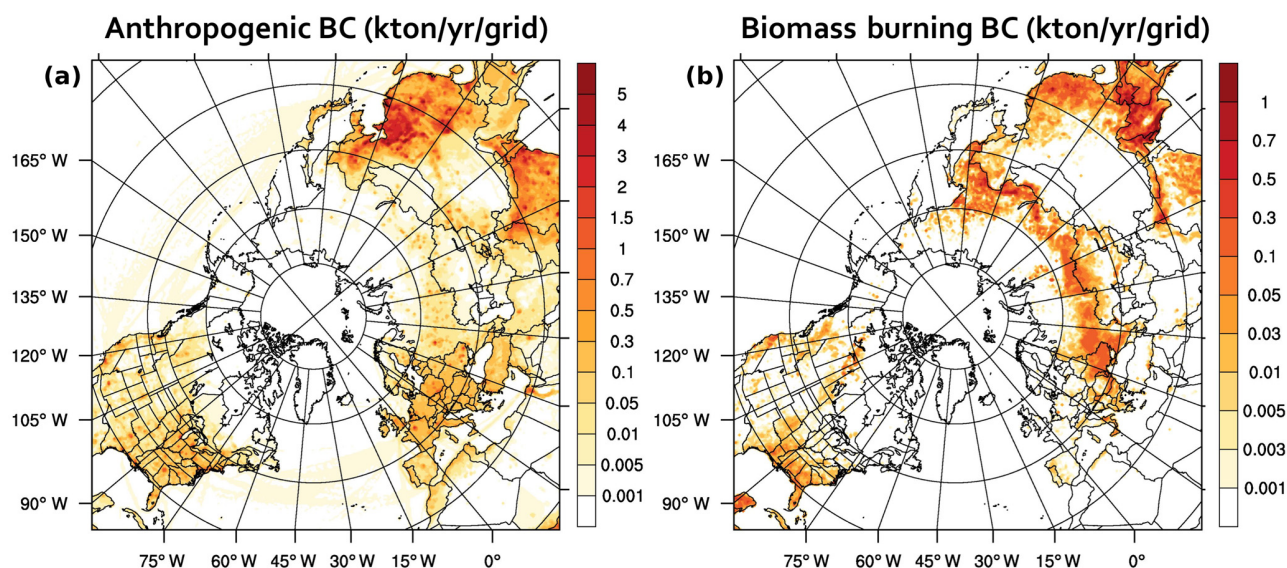 Anthropogenic BC (kton/yr/grid)
(a)
165° W
150° W
135° W
120° W
105° W
90° W
75° W 60° W 45° W 30° W 15° W 0°
5
4
3
2
1.5
1
0.7
0.5
0.3
0.1
0.05
0.01
0.005
0.001
Biomass burning BC (kton/yr/grid)
(b)
165° W
150° W
135° W
120° W
105° W
90° W
75° W 60° W 45° W 30° W 15° W 0°
1
0.7
0.5
0.3
0.1
0.05
0.03
0.01
0.005
0.003
0.001